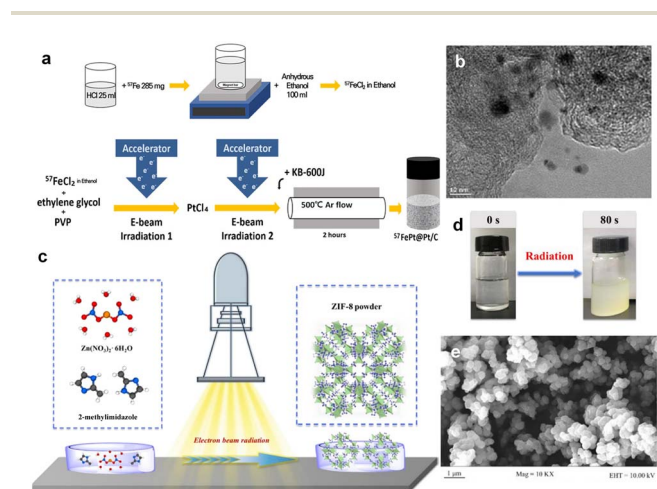 a
HCl 25 ml
+ ⁵⁷Fe 285 mg
+
Anhydrous
Ethanol
100 ml
⁵⁷FeCl₂ in Ethanol
Accelerator
e⁻ e⁻ e⁻ e⁻ e⁻
Accelerator
e⁻ e⁻ e⁻ e⁻ e⁻
+ KB-600J
⁵⁷FeCl₂ in Ethanol
+
ethylene glycol
+
PVP
E-beam
Irradiation 1
PtCl₄
E-beam
Irradiation 2
500℃ Ar flow
2 hours
⁵⁷FePt@Pt/C
b
d
0 s
80 s
Radiation
c
Zn(NO₃)₂· 6H₂O
2-methylimidazole
Electron beam radiation
ZIF-8 powder
e
1 μm
Mag = 10 KX
EHT = 10.00 kV